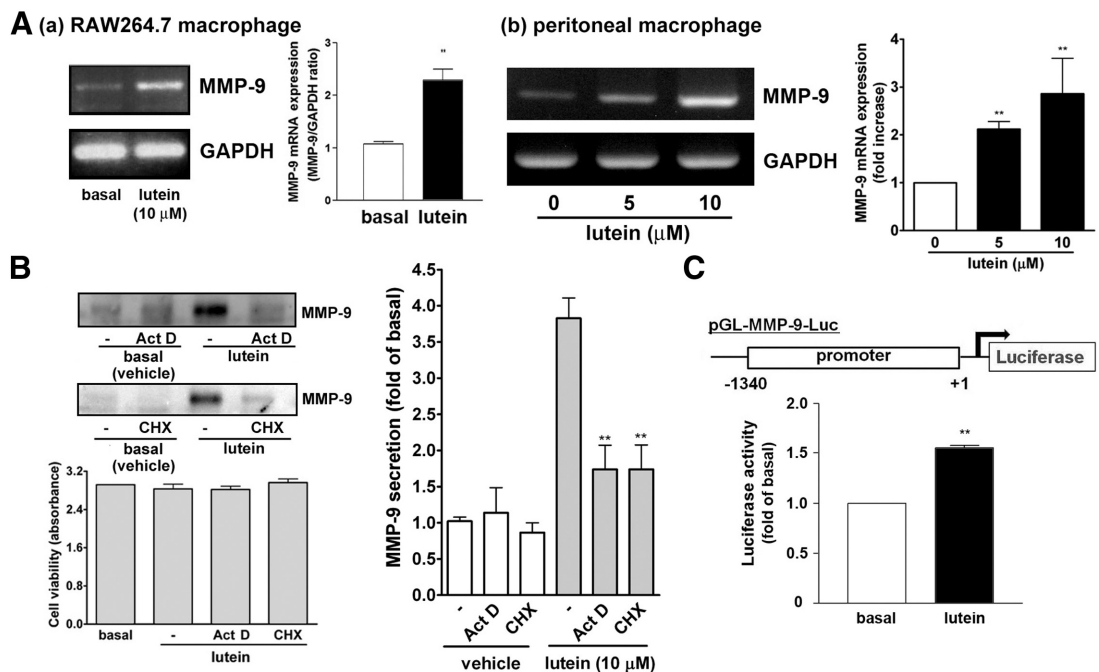 A (a) RAW264.7 macrophage
MMP-9
GAPDH
basal lutein
(10 μM)
MMP-9 mRNA expression
(MMP-9/GAPDH ratio)
3
2
1
0
"
basal lutein
(b) peritoneal macrophage
MMP-9
GAPDH
0 5 10
lutein (μM)
MMP-9 mRNA expression
(fold increase)
4
3
2
1
0
**
**
0 5 10
lutein (μM)
B
MMP-9
- Act D - Act D
basal lutein
(vehicle)
MMP-9
- CHX - CHX
basal lutein
(vehicle)
Cell viability (absorbance)
3.2
2.4
1.6
0.8
0.0
basal - Act D CHX
lutein
MMP-9 secretion (fold of basal)
4.5
4.0
3.5
3.0
2.5
2.0
1.5
1.0
0.5
0.0
** **
- Act D CHX - Act D CHX
vehicle lutein (10 μM)
C
pGL-MMP-9-Luc
promoter Luciferase
-1340 +1
Luciferase activity
(fold of basal)
2.0
1.5
1.0
0.5
0
**
basal lutein